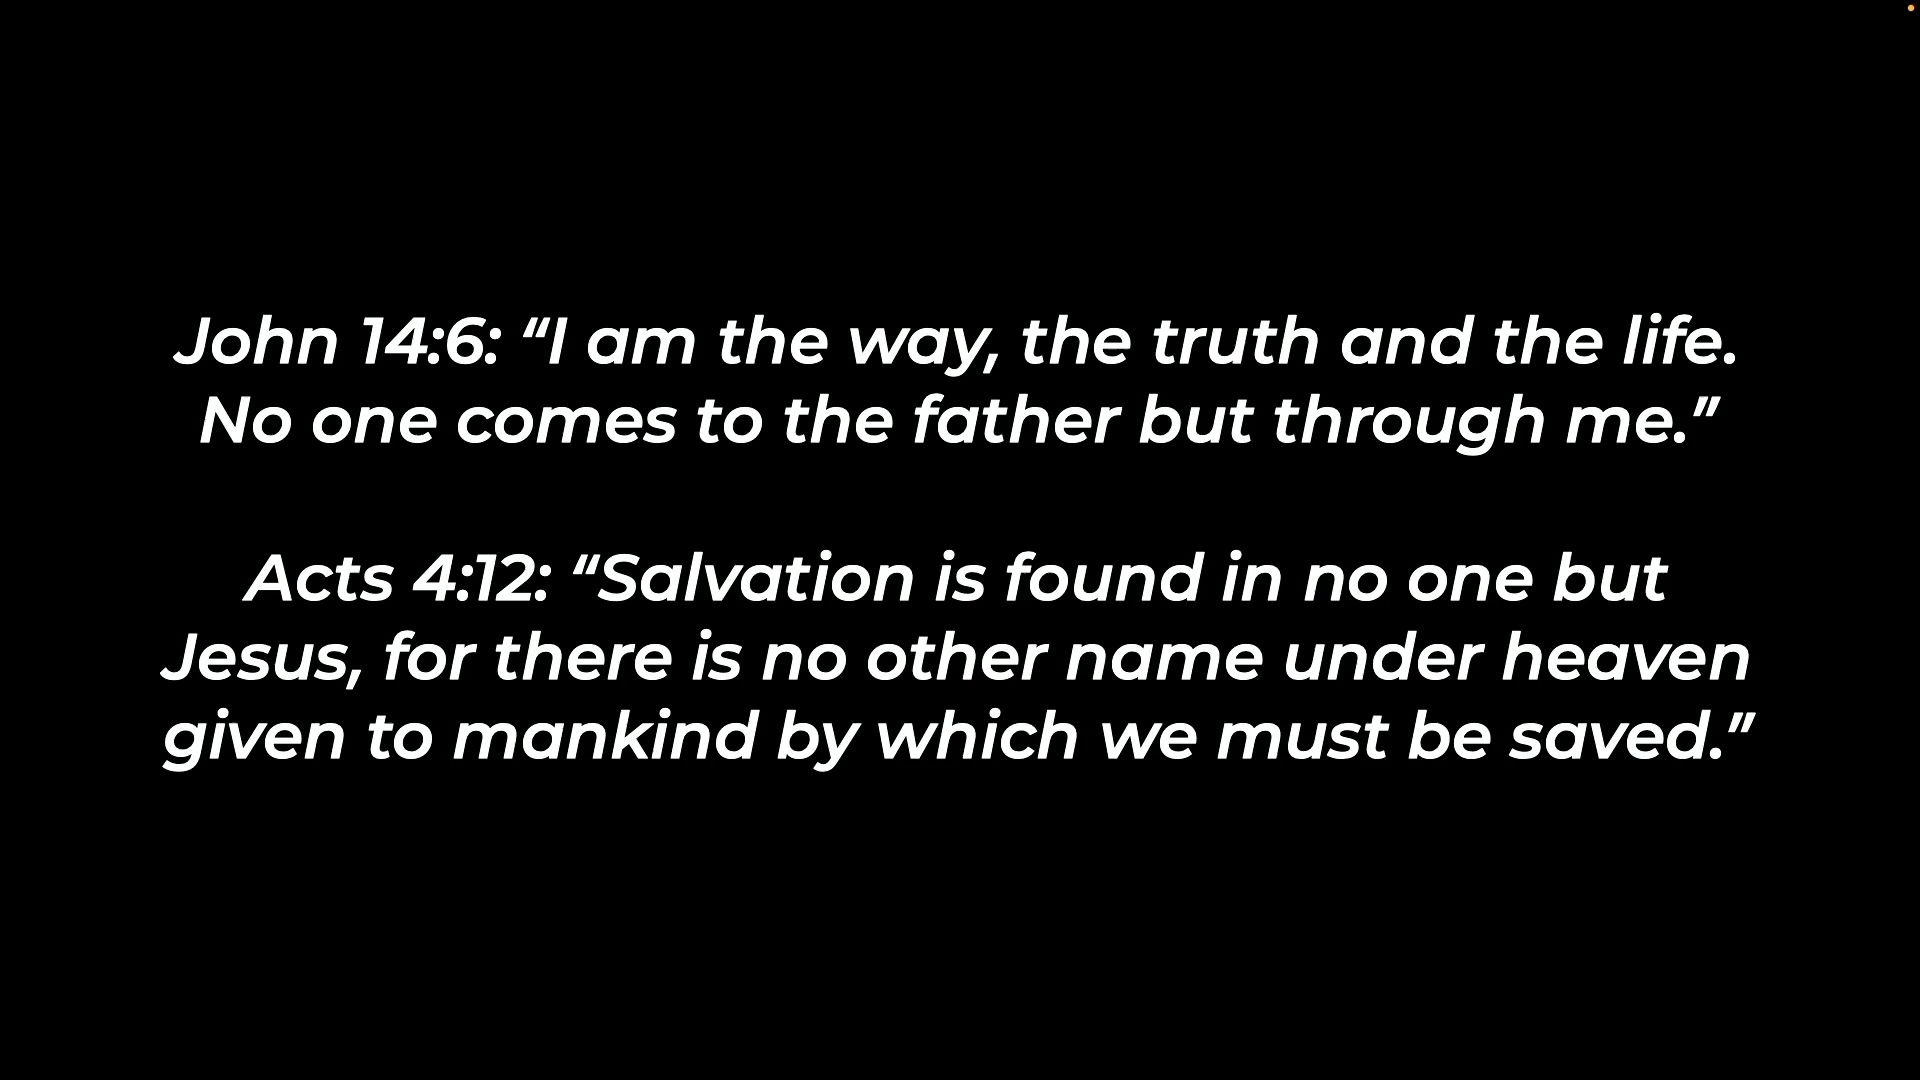 John 14:6: “I am the way, the truth and the life.
No one comes to the father but through me.”
Acts 4:12: “Salvation is found in no one but
Jesus, for there is no other name under heaven
given to mankind by which we must be saved.”